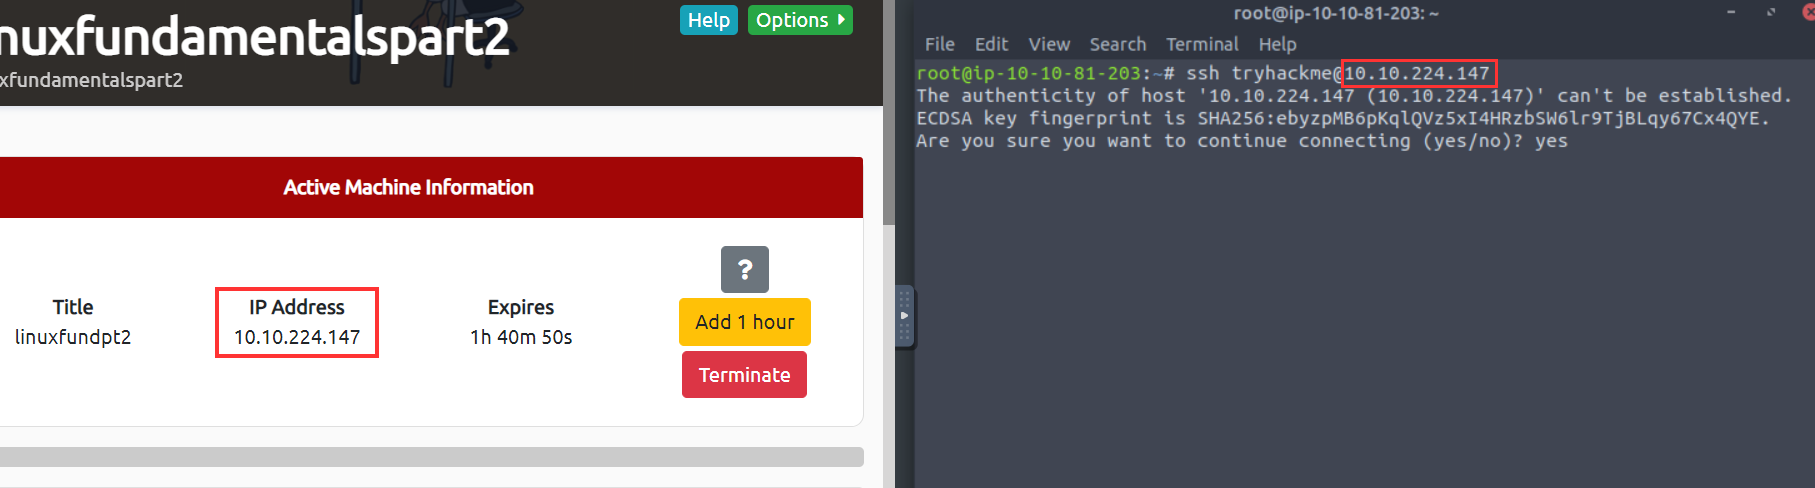 nuxfundamentalspart2
xfundamentalspart2
Help
Options
Active Machine Information
?
Title
IP Address
Expires
linuxfundpt2
10.10.224.147
1h 40m 50s
Add 1 hour
Terminate
root@ip-10-10-81-203: ~
File Edit View Search Terminal Help
root@ip-10-10-81-203:~# ssh tryhackme@10.10.224.147
The authenticity of host '10.10.224.147 (10.10.224.147)' can't be established.
ECDSA key fingerprint is SHA256:ebyzpMB6pKqlQVz5xI4HRzbSW6lr9TjBLqy67Cx4QYE.
Are you sure you want to continue connecting (yes/no)? yes